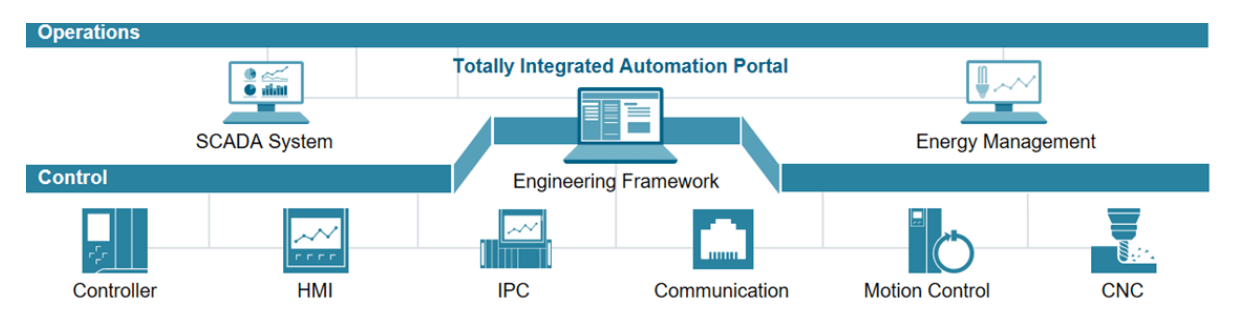 Operations
Totally Integrated Automation Portal
SCADA System
Energy Management
Control
Engineering Framework
Controller
HMI
IPC
Communication
Motion Control
CNC